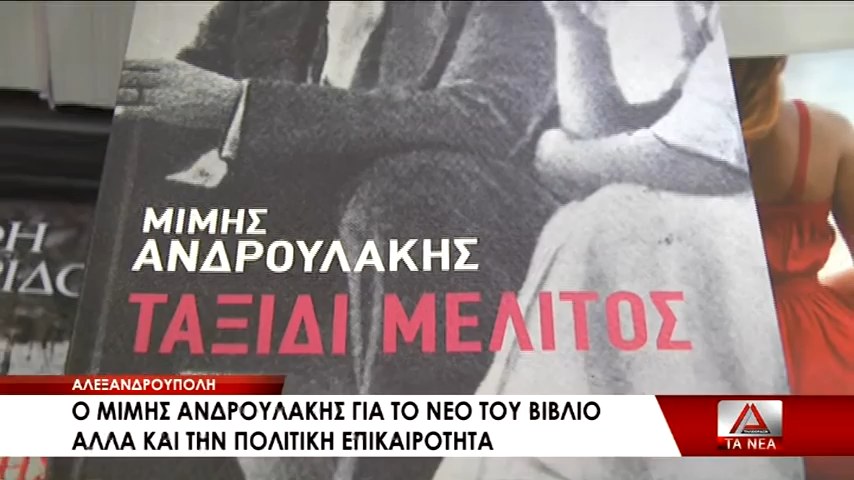 ΜΙΜΗΣ
ΑΝΔΡΟΥΛΑΚΗΣ
ΤΑΞΙΔΙ ΜΕΛΙΤΟΣ
ΑΛΕΞΑΝΔΡΟΥΠΟΛΗ
Ο ΜΙΜΗΣ ΑΝΔΡΟΥΛΑΚΗΣ ΓΙΑ ΤΟ ΝΕΟ ΤΟΥ ΒΙΒΛΙΟ
ΑΛΛΑ ΚΑΙ ΤΗΝ ΠΟΛΙΤΙΚΗ ΕΠΙΚΑΙΡΟΤΗΤΑ
ΤΑ ΝΕΑ